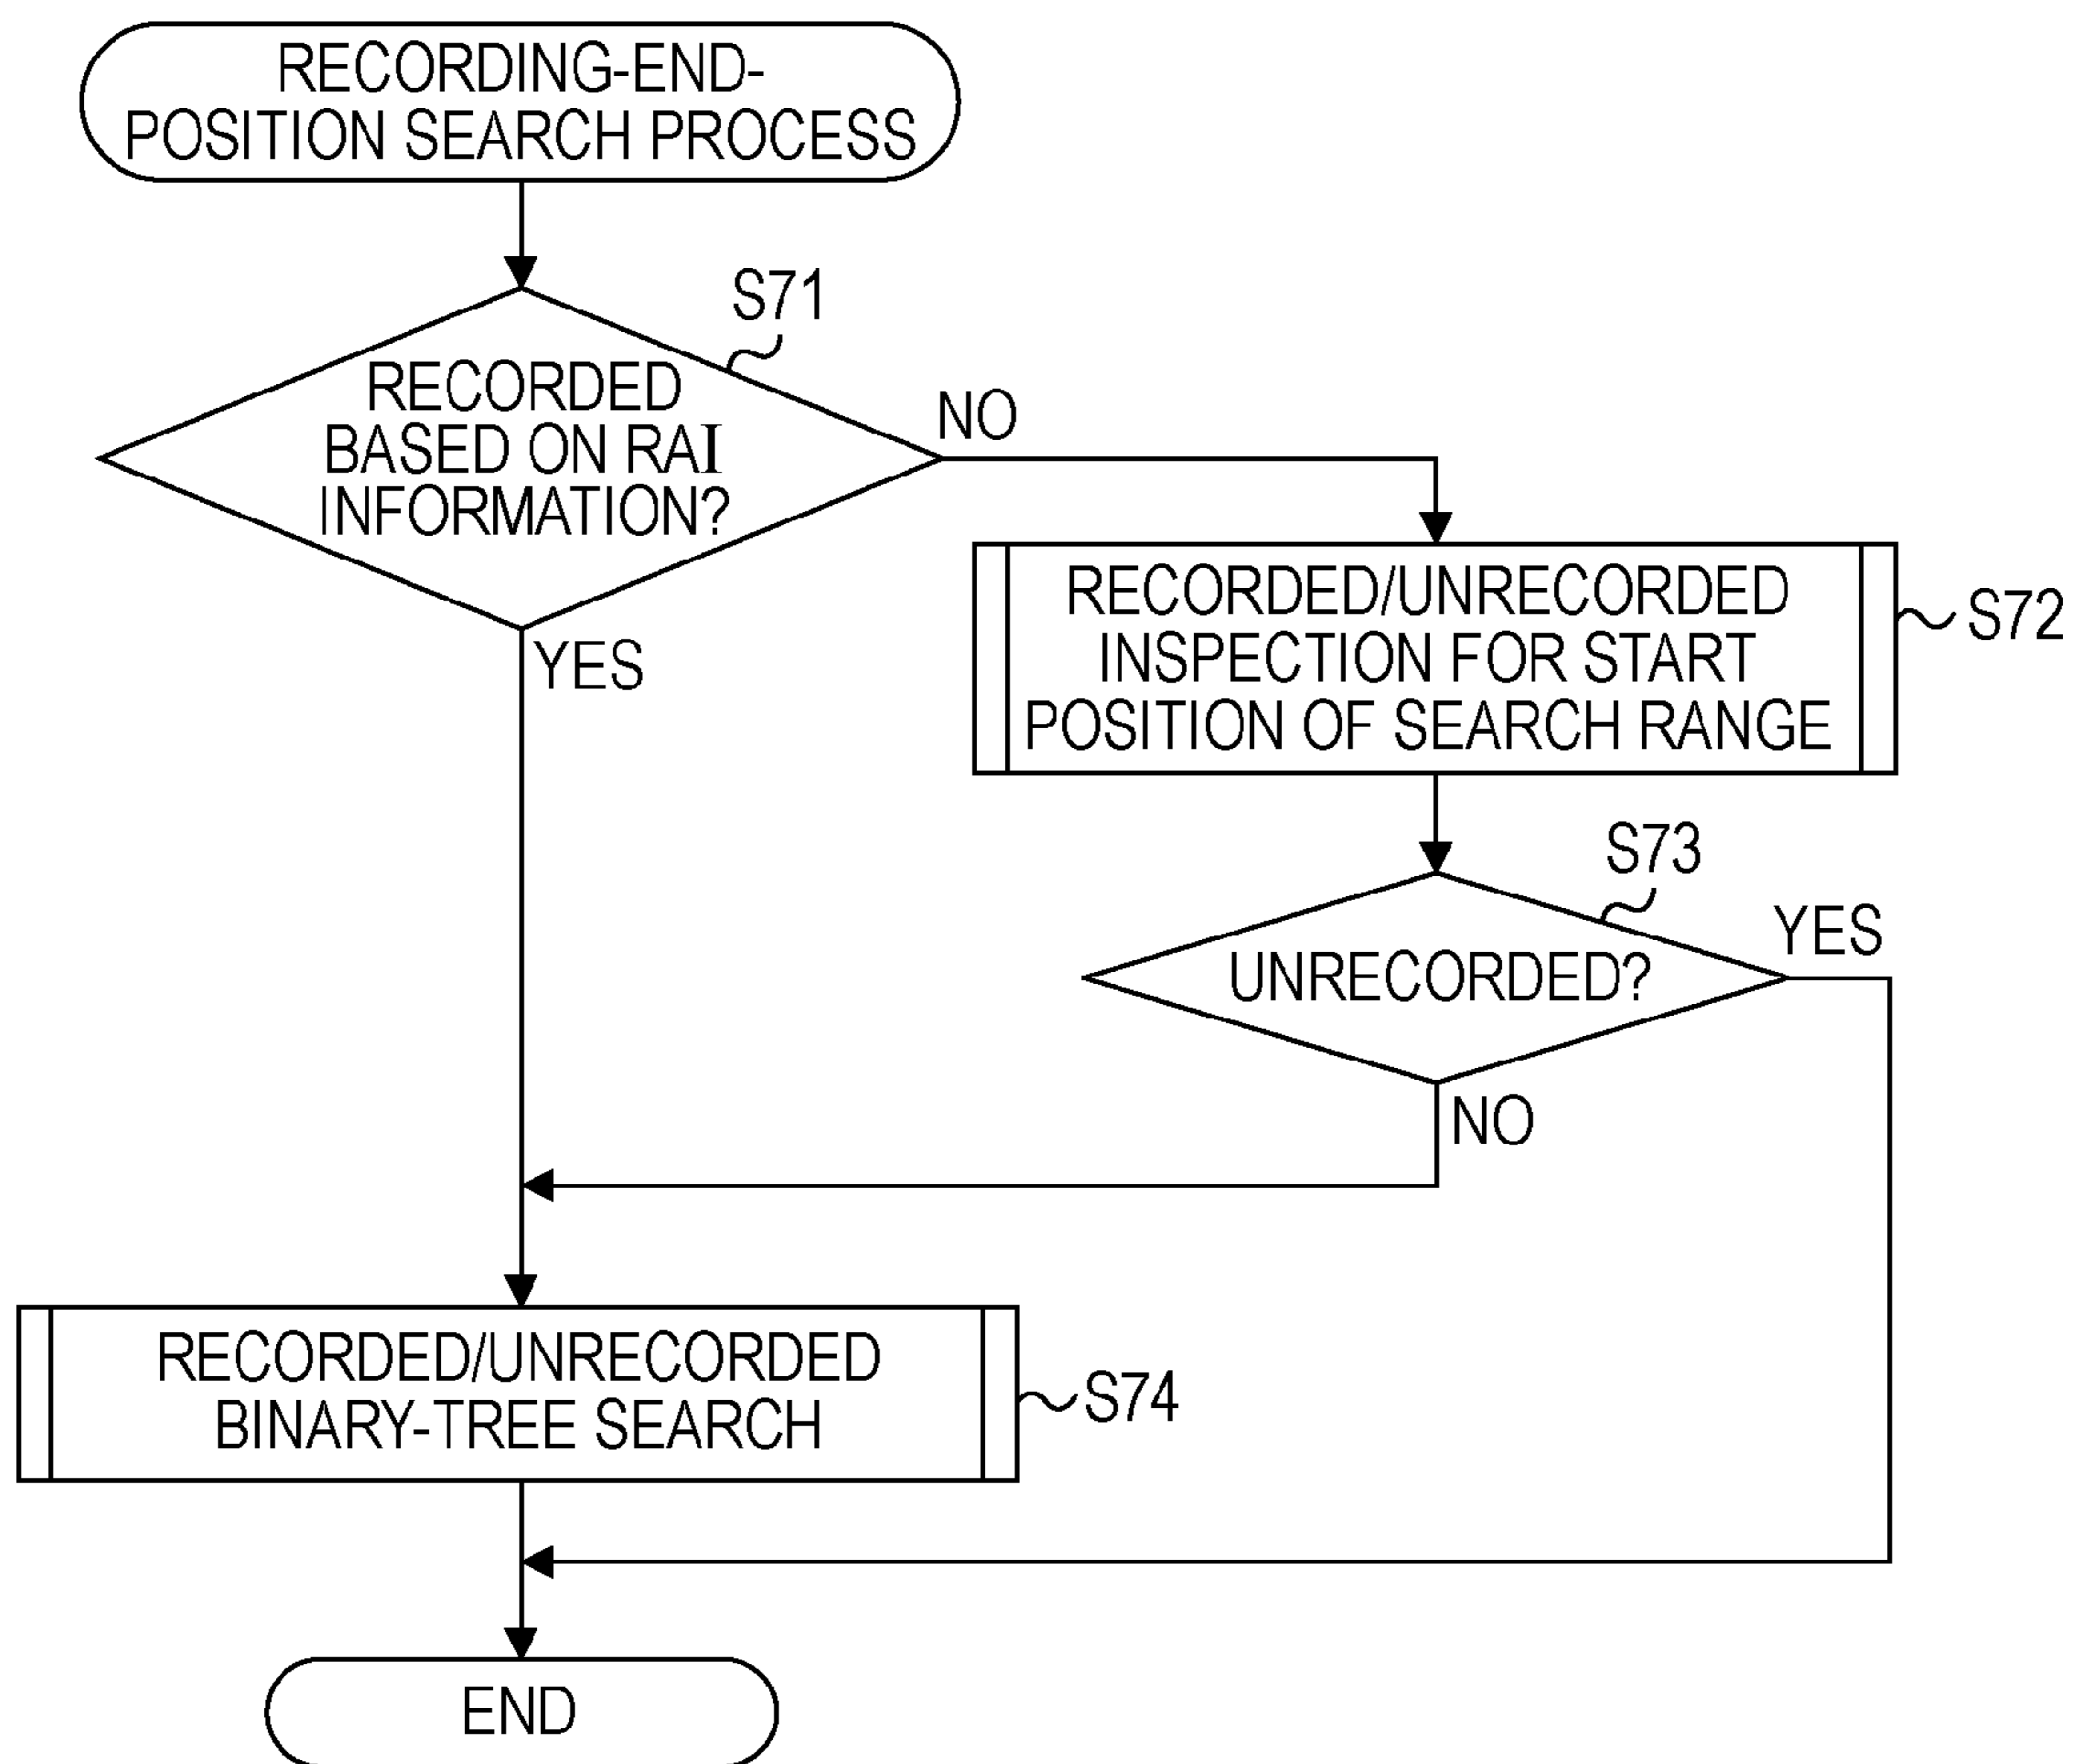 RECORDING-END-
POSITION SEARCH PROCESS
S71
RECORDED
BASED ON RAI
INFORMATION?
NO
YES
RECORDED/UNRECORDED
INSPECTION FOR START
POSITION OF SEARCH RANGE
S72
S73
UNRECORDED?
YES
NO
RECORDED/UNRECORDED
BINARY-TREE SEARCH
S74
END